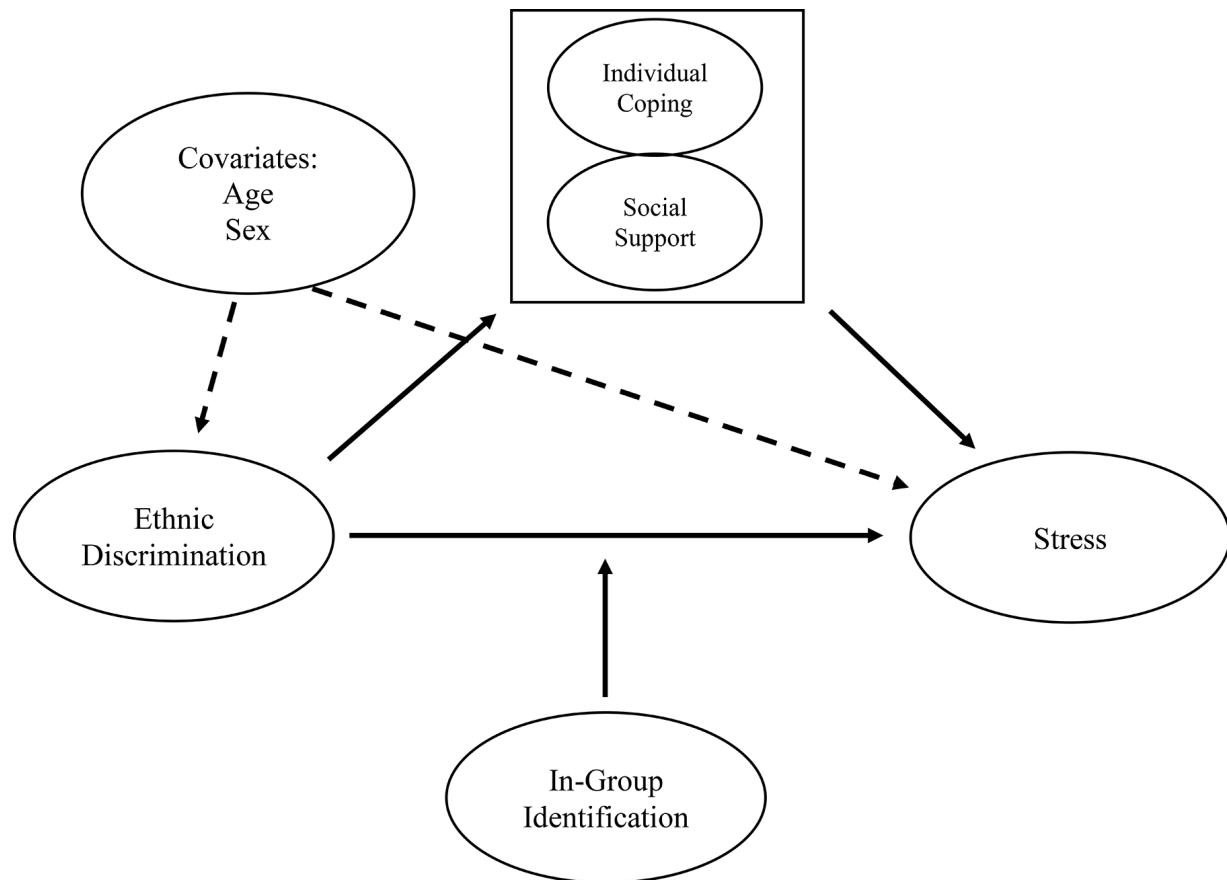 Individual
Coping
Covariates:
Age
Sex
Social
Support
Ethnic
Discrimination
Stress
In-Group
Identification